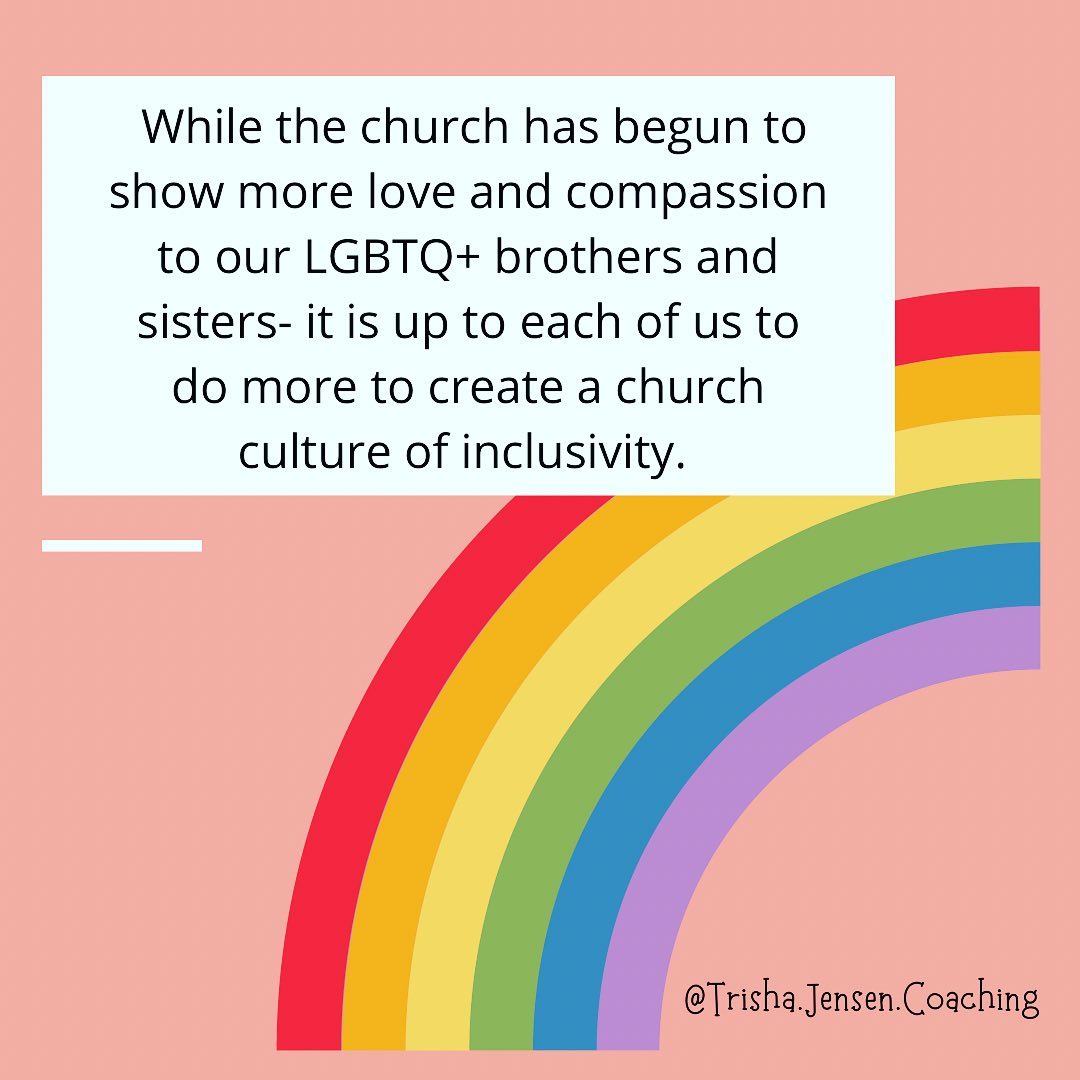 While the church has begun to
show more love and compassion
to our LGBTQ+ brothers and
sisters- it is up to each of us to
do more to create a church
culture of inclusivity.
@Trisha.Jensen.Coaching